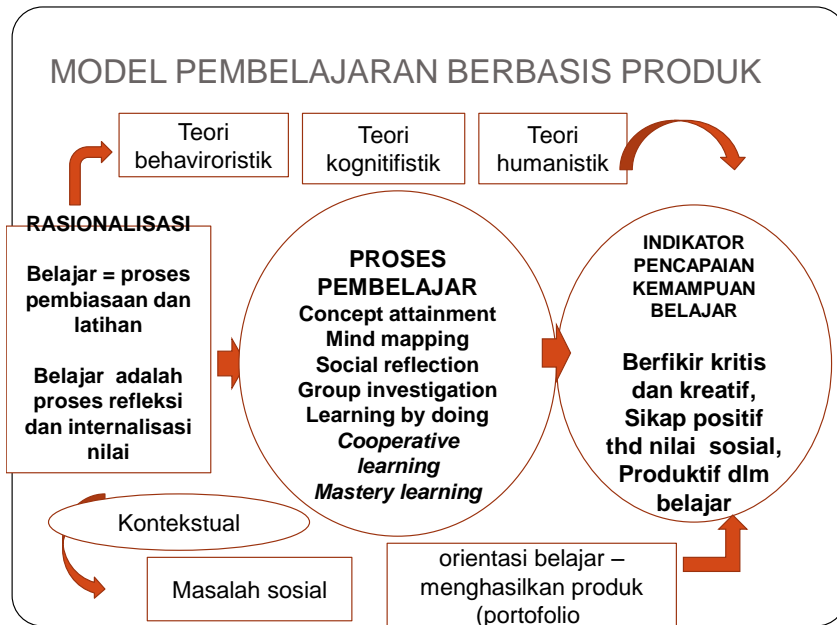 MODEL PEMBELAJARAN BERBASIS PRODUK
Teori
behaviroristik
Teori
kognitifistik
Teori
humanistik
RASIONALISASI
Belajar = proses
pembiasaan dan
latihan
Belajar adalah
proses refleksi
dan internalisasi
nilai
PROSES
PEMBELAJAR
Concept attainment
Mind mapping
Social reflection
Group investigation
Learning by doing
Cooperative
learning
Mastery learning
INDIKATOR
PENCAPAIAN
KEMAMPUAN
BELAJAR
Berfikir kritis
dan kreatif,
Sikap positif
thd nilai sosial,
Produktif dlm
belajar
Kontekstual
Masalah sosial
orientasi belajar –
menghasilkan produk
(portofolio